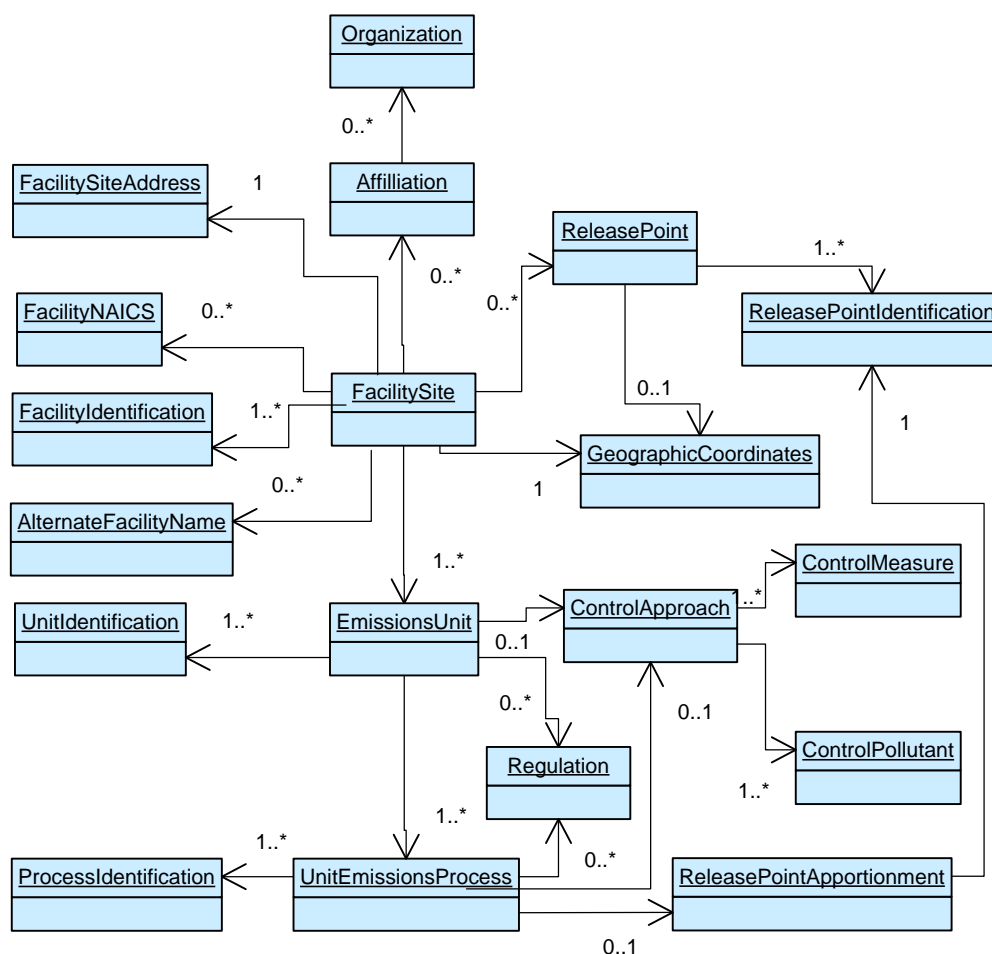 Organization
0..*
FacilitySiteAddress
1
Affilliation
ReleasePoint
1..*
0..*
0..*
FacilityNAICS
0..*
ReleasePointIdentification
FacilitySite
0..1
FacilityIdentification
1..*
1
GeographicCoordinates
0..*
1
AlternateFacilityName
1..*
ControlMeasure
UnitIdentification
1..*
EmissionsUnit
ControlApproach
1..*
0..1
0..*
0..1
Regulation
ControlPollutant
1..*
1..*
1..*
0..*
ProcessIdentification
UnitEmissionsProcess
ReleasePointApportionment
0..1